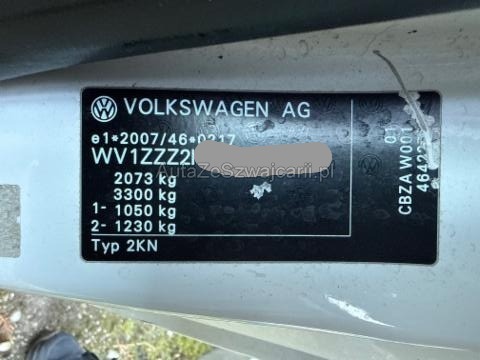 VOLKSWAGEN AG
e1*2007/46*0217
WV1ZZZ2
AutaZeSzwajcarii.pl
2073 kg
3300 kg
1- 1050 kg
2- 1230 kg
Typ 2KN
01
CBZA W001